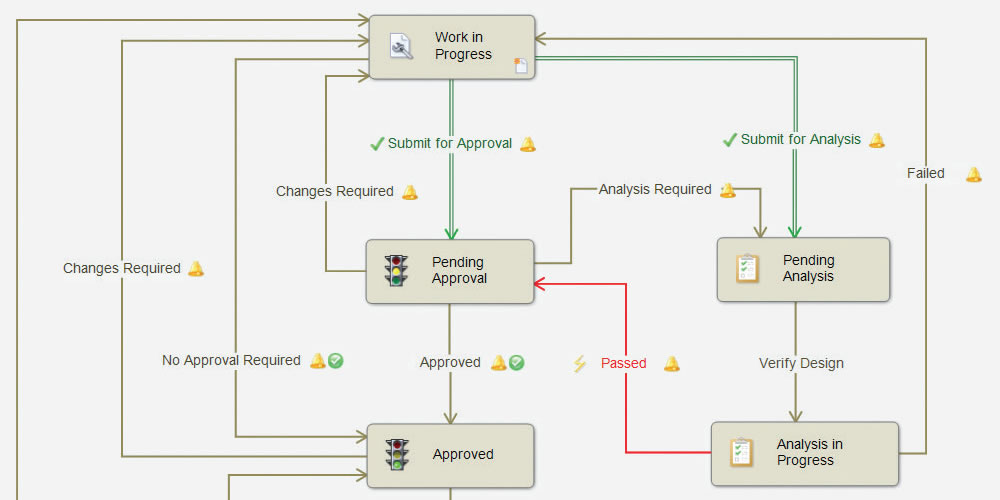 Work in
Progress
Submit for Approval
Submit for Analysis
Failed
Changes Required
Analysis Required
Changes Required
Pending
Approval
Pending
Analysis
No Approval Required
Approved
Passed
Verify Design
Approved
Analysis in
Progress